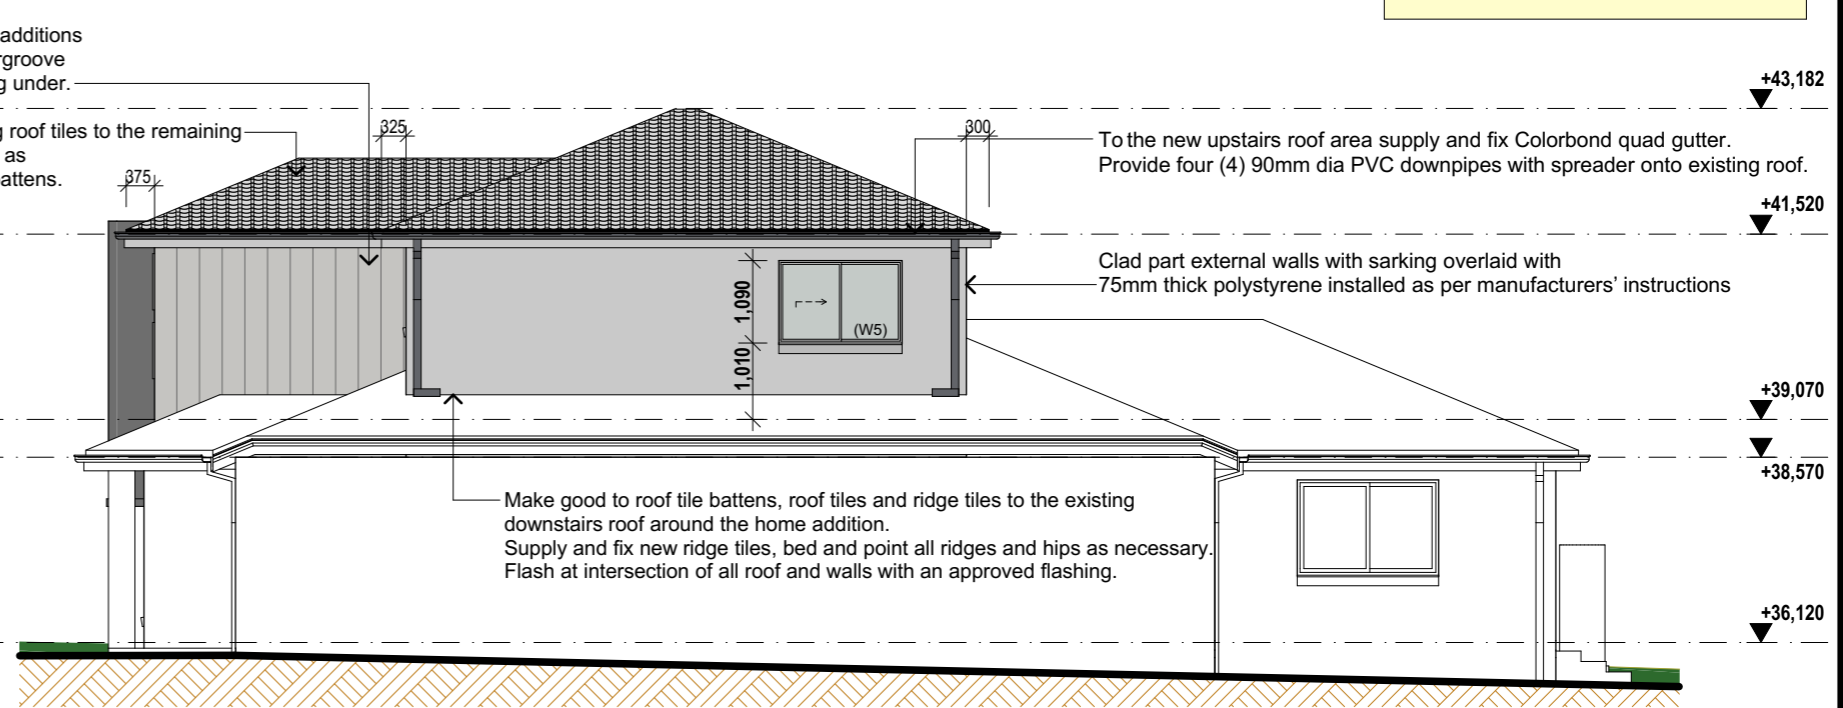 additions
rgroove
g under.
g roof tiles to the remaining
as
attens.
375
325
300
+43,182
To the new upstairs roof area supply and fix Colorbond quad gutter.
Provide four (4) 90mm dia PVC downpipes with spreader onto existing roof.
+41,520
Clad part external walls with sarking overlaid with
75mm thick polystyrene installed as per manufacturers' instructions
1,090
(W5)
1,010
+39,070
+38,570
Make good to roof tile battens, roof tiles and ridge tiles to the existing
downstairs roof around the home addition.
Supply and fix new ridge tiles, bed and point all ridges and hips as necessary.
Flash at intersection of all roof and walls with an approved flashing.
+36,120